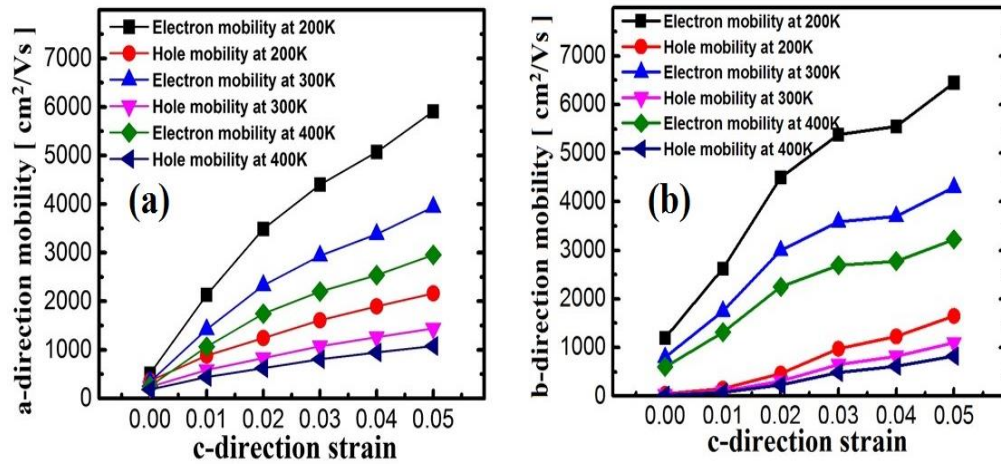 a-direction mobility [ cm²/Vs ]
7000
6000
5000
4000
3000
2000
1000
0
Electron mobility at 200K
Hole mobility at 200K
Electron mobility at 300K
Hole mobility at 300K
Electron mobility at 400K
Hole mobility at 400K
(a)
0.00 0.01 0.02 0.03 0.04 0.05
c-direction strain
b-direction mobility [ cm²/Vs ]
7000
6000
5000
4000
3000
2000
1000
0
Electron mobility at 200K
Hole mobility at 200K
Electron mobility at 300K
Hole mobility at 300K
Electron mobility at 400K
Hole mobility at 400K
(b)
0.00 0.01 0.02 0.03 0.04 0.05
c-direction strain